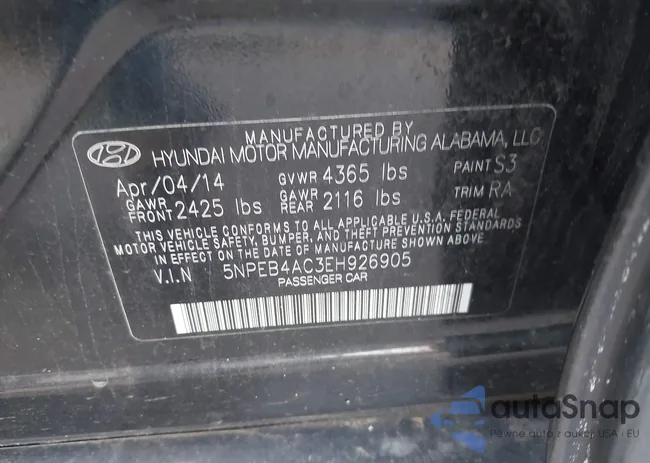 MANUFACTURED BY
HYUNDAI MOTOR MANUFACTURING ALABAMA, LLC
Apr/04/14 GVWR 4365 lbs PAINT S3
GAWR FRONT 2425 lbs GAWR REAR 2116 lbs TRIM RA
THIS VEHICLE CONFORMS TO ALL APPLICABLE U.S.A. FEDERAL
MOTOR VEHICLE SAFETY, BUMPER, AND THEFT PREVENTION STANDARDS
IN EFFECT ON THE DATE OF MANUFACTURE SHOWN ABOVE.
V.I.N 5NPEB4AC3EH926905
PASSENGER CAR
autoSnap
Pewne auto z aukcji USA i EU